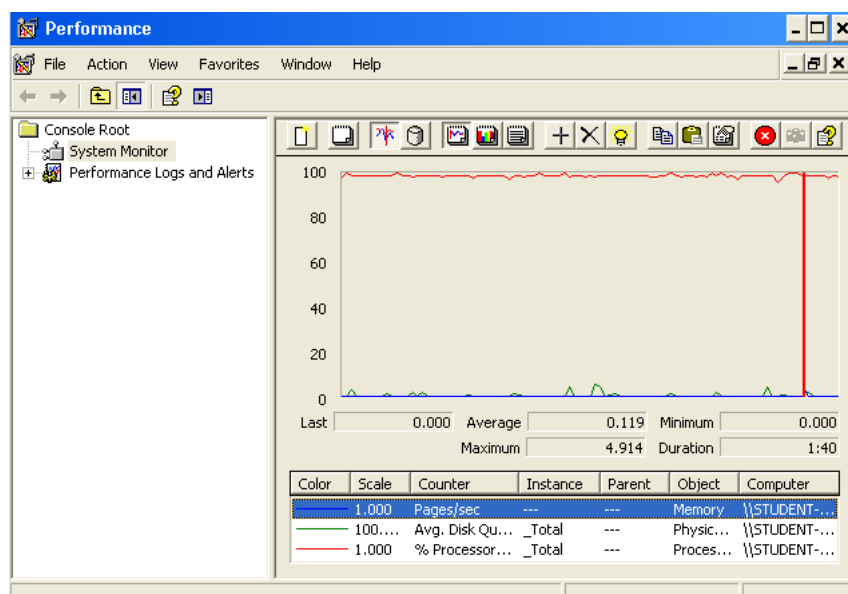 Performance
File Action View Favorites Window Help
Console Root
System Monitor
Performance Logs and Alerts
100
80
60
40
20
0
Last 0.000 Average 0.119 Minimum 0.000
Maximum 4.914 Duration 1:40
Color Scale Counter Instance Parent Object Computer
1.000 Pages/sec --- --- Memory \\STUDENT-...
100.... Avg. Disk Qu... _Total --- Physic... \\STUDENT-...
1.000 % Processor... _Total --- Proces... \\STUDENT-...